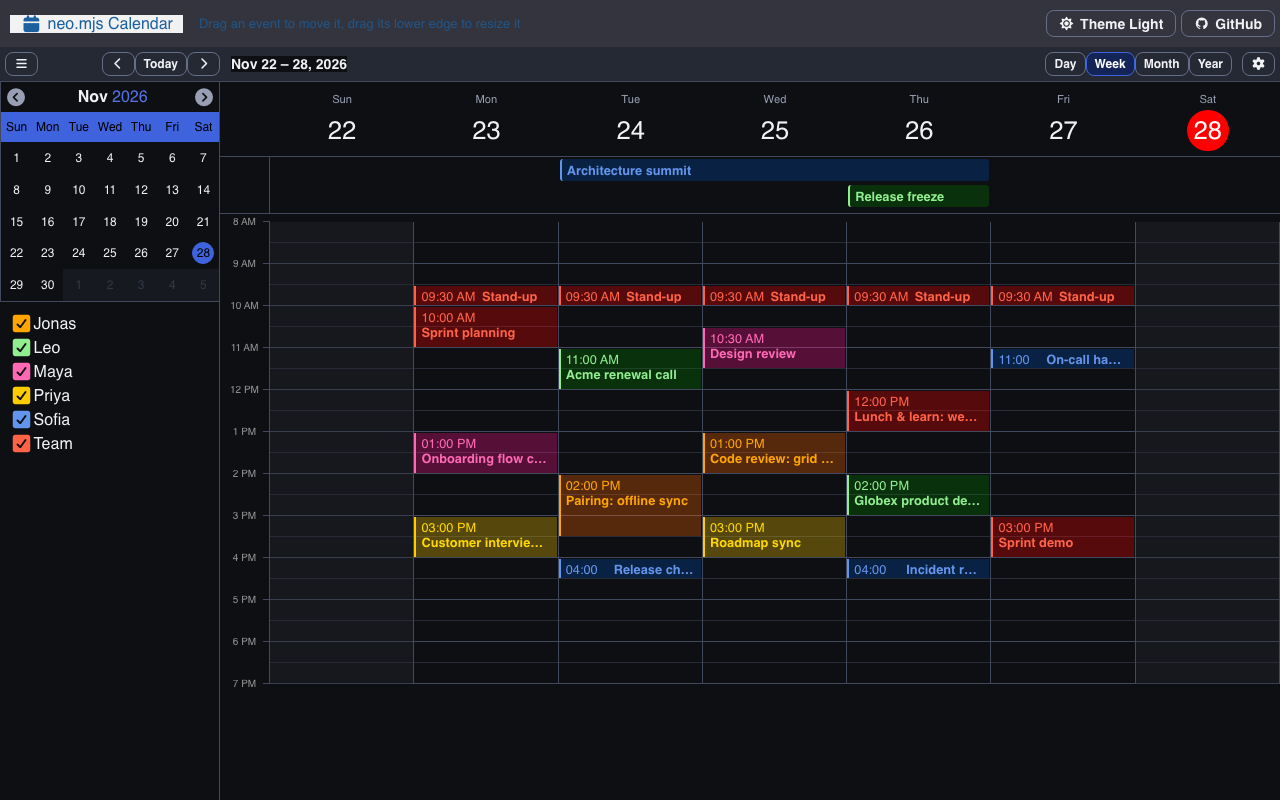 neo.mjs Calendar
Drag an event to move it, drag its lower edge to resize it
Theme Light
GitHub
Today
Nov 22 – 28, 2026
Day
Week
Month
Year
Nov 2026
Sun Mon Tue Wed Thu Fri Sat
1 2 3 4 5 6 7
8 9 10 11 12 13 14
15 16 17 18 19 20 21
22 23 24 25 26 27 28
29 30 1 2 3 4 5
Jonas
Leo
Maya
Priya
Sofia
Team
Sun Mon Tue Wed Thu Fri Sat
22 23 24 25 26 27 28
Architecture summit
Release freeze
8 AM
9 AM
09:30 AM Stand-up
09:30 AM Stand-up
09:30 AM Stand-up
09:30 AM Stand-up
09:30 AM Stand-up
10 AM
10:00 AM
Sprint planning
10:30 AM
Design review
11 AM
11:00 AM
Acme renewal call
11:00 On-call ha…
12 PM
12:00 PM
Lunch & learn: we…
1 PM
01:00 PM
Onboarding flow c…
01:00 PM
Code review: grid …
2 PM
02:00 PM
Pairing: offline sync
02:00 PM
Globex product de…
3 PM
03:00 PM
Customer intervie…
03:00 PM
Roadmap sync
03:00 PM
Sprint demo
4 PM
04:00 Release ch…
04:00 Incident r…
5 PM
6 PM
7 PM